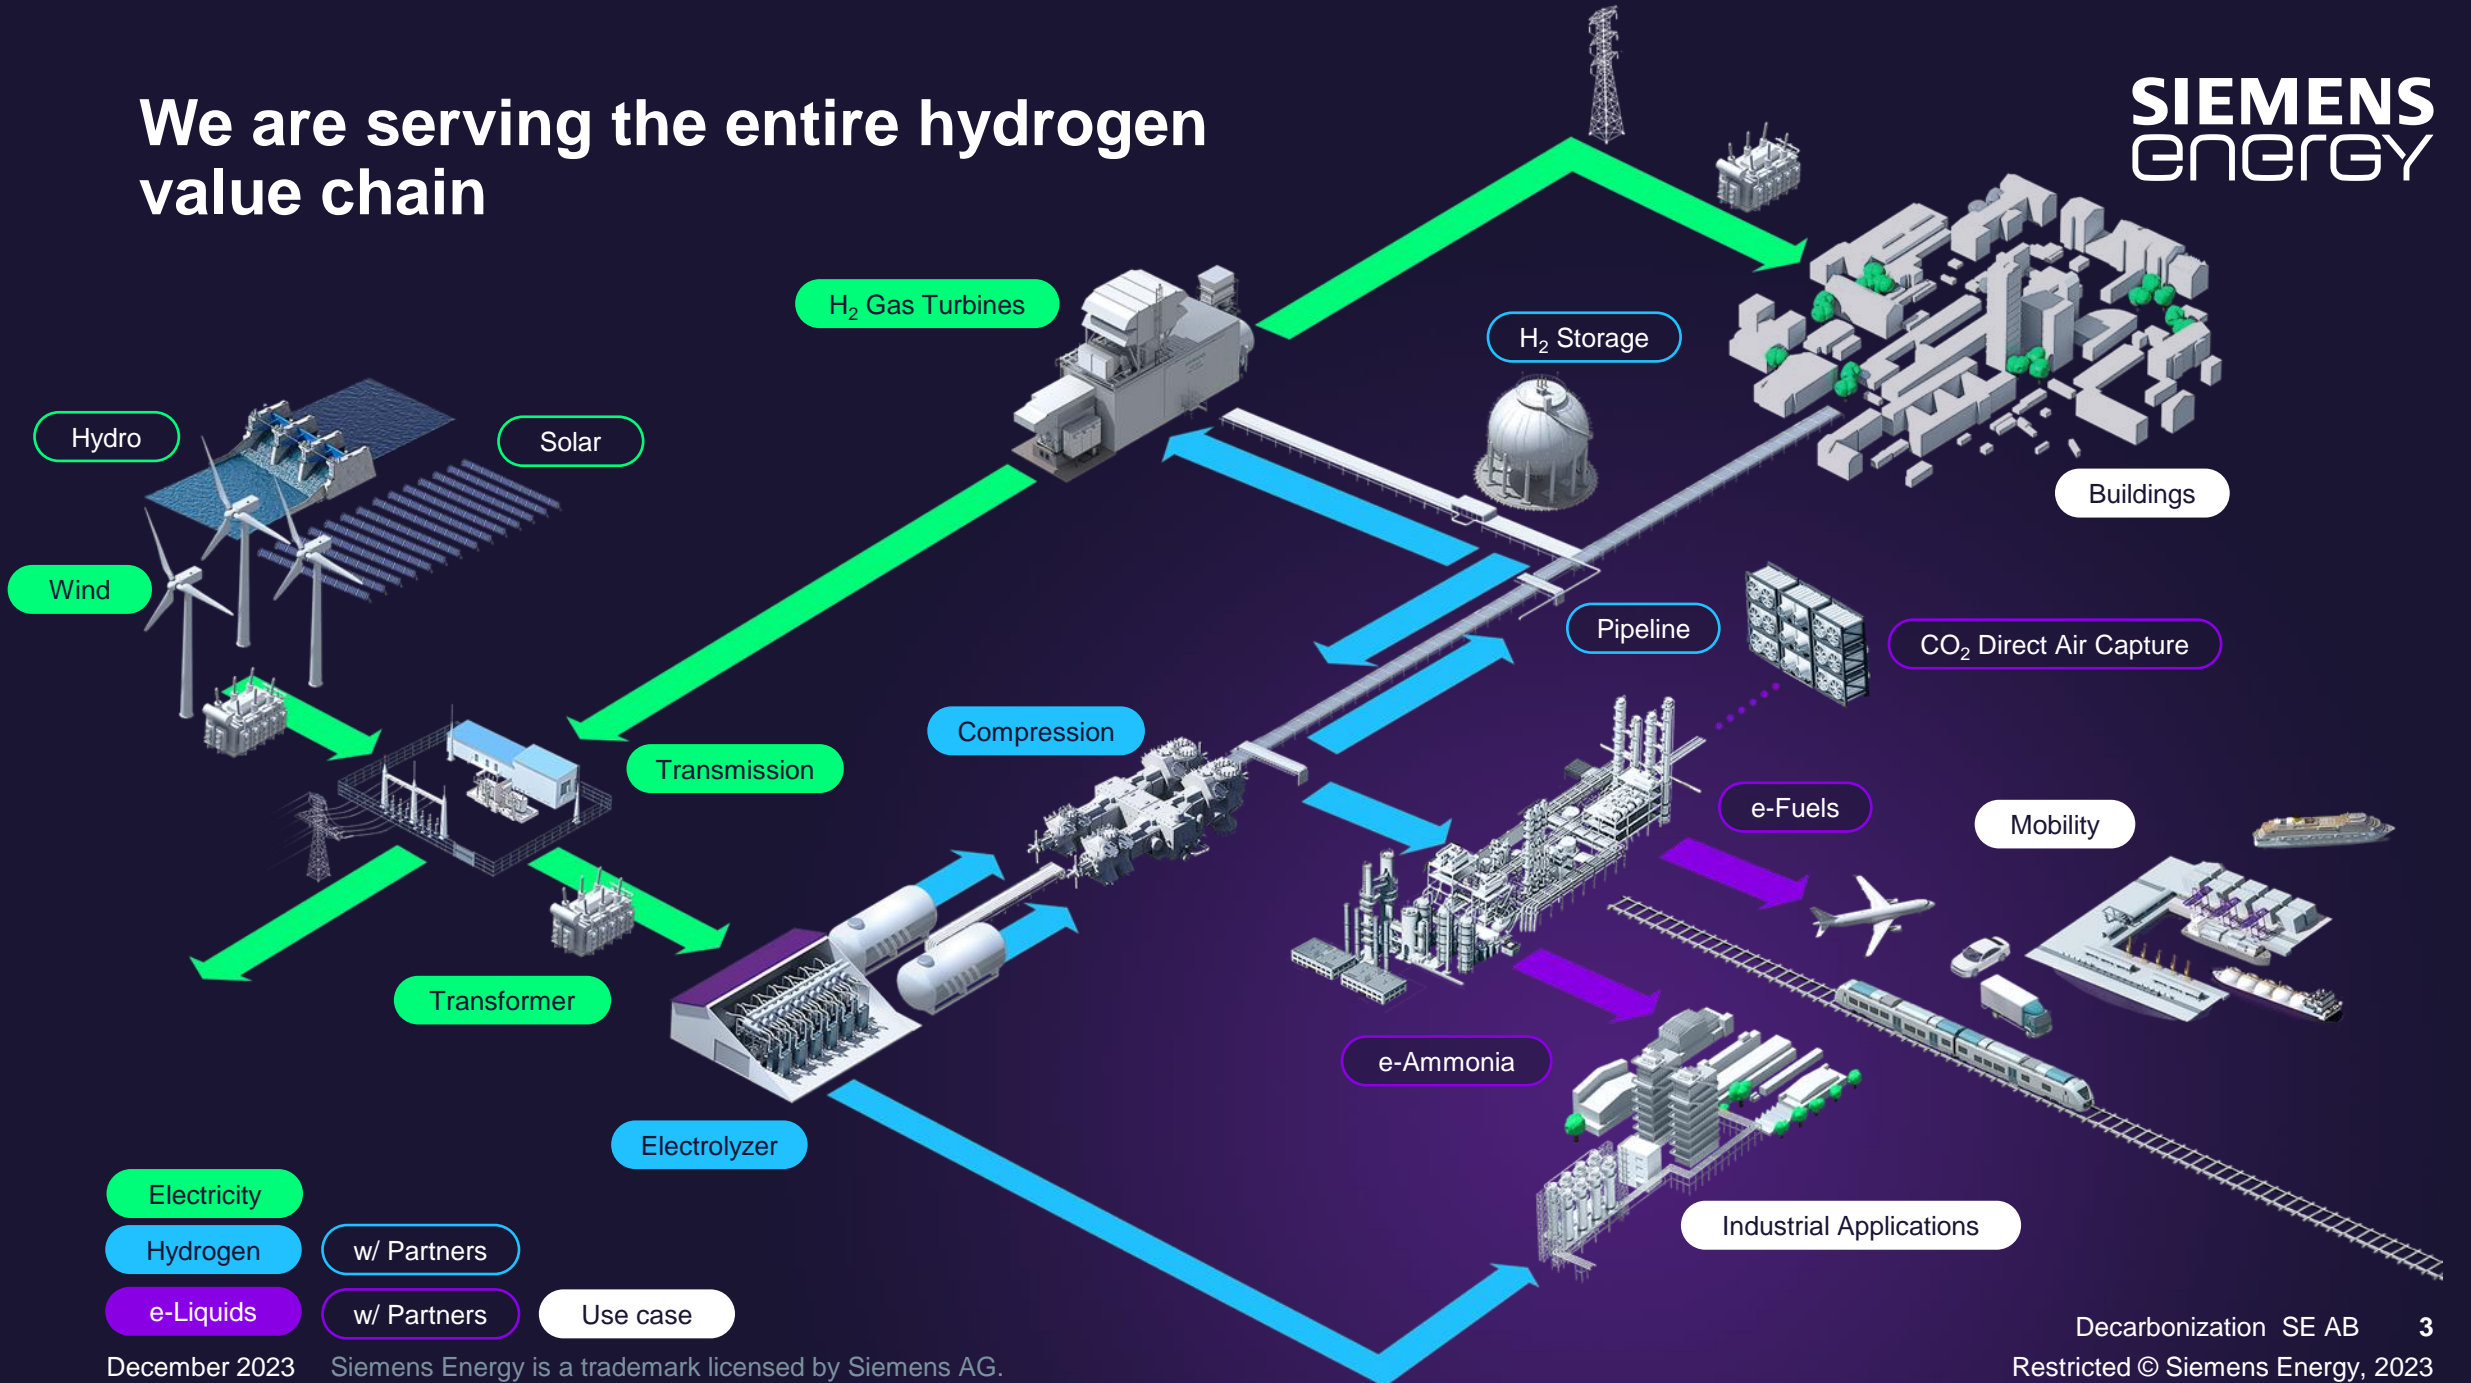 We are serving the entire hydrogen
value chain
SIEMENS
energy
H₂ Gas Turbines
H₂ Storage
Hydro
Solar
Buildings
Wind
Pipeline
CO₂ Direct Air Capture
Compression
Transmission
e-Fuels
Mobility
Transformer
e-Ammonia
Electrolyzer
Industrial Applications
Electricity
Hydrogen
w/ Partners
e-Liquids
w/ Partners
Use case
Decarbonization SE AB 3
December 2023
Siemens Energy is a trademark licensed by Siemens AG.
Restricted © Siemens Energy, 2023